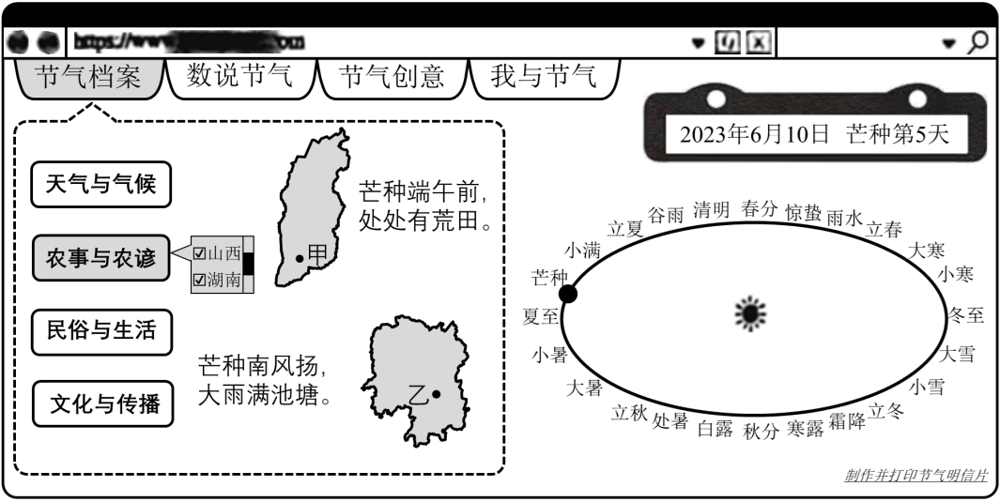 https://www.
节气档案
数说节气
节气创意
我与节气
2023年6月10日 芒种第5天
天气与气候
农事与农谚
民俗与生活
文化与传播
山西
湖南
甲
芒种端午前，
处处有荒田。
芒种南风扬，
大雨满池塘。
乙
春分
清明
谷雨
立夏
小满
芒种
夏至
小暑
大暑
立秋
处暑
白露
秋分
寒露
霜降
立冬
小雪
大雪
冬至
小寒
大寒
立春
雨水
惊蛰
制作并打印节气明信片